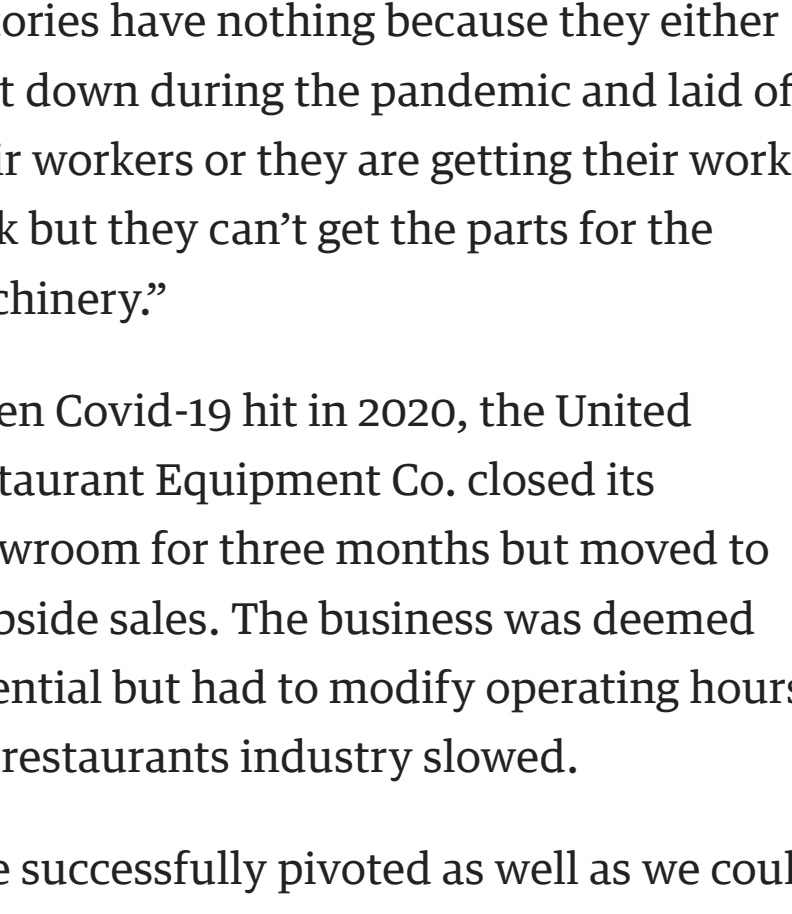 tories have nothing because they either
t down during the pandemic and laid of
ir workers or they are getting their work
k but they can’t get the parts for the
chinery.”
en Covid-19 hit in 2020, the United
taurant Equipment Co. closed its
wroom for three months but moved to
bside sales. The business was deemed
ential but had to modify operating hours
restaurants industry slowed.
e successfully pivoted as well as we coul